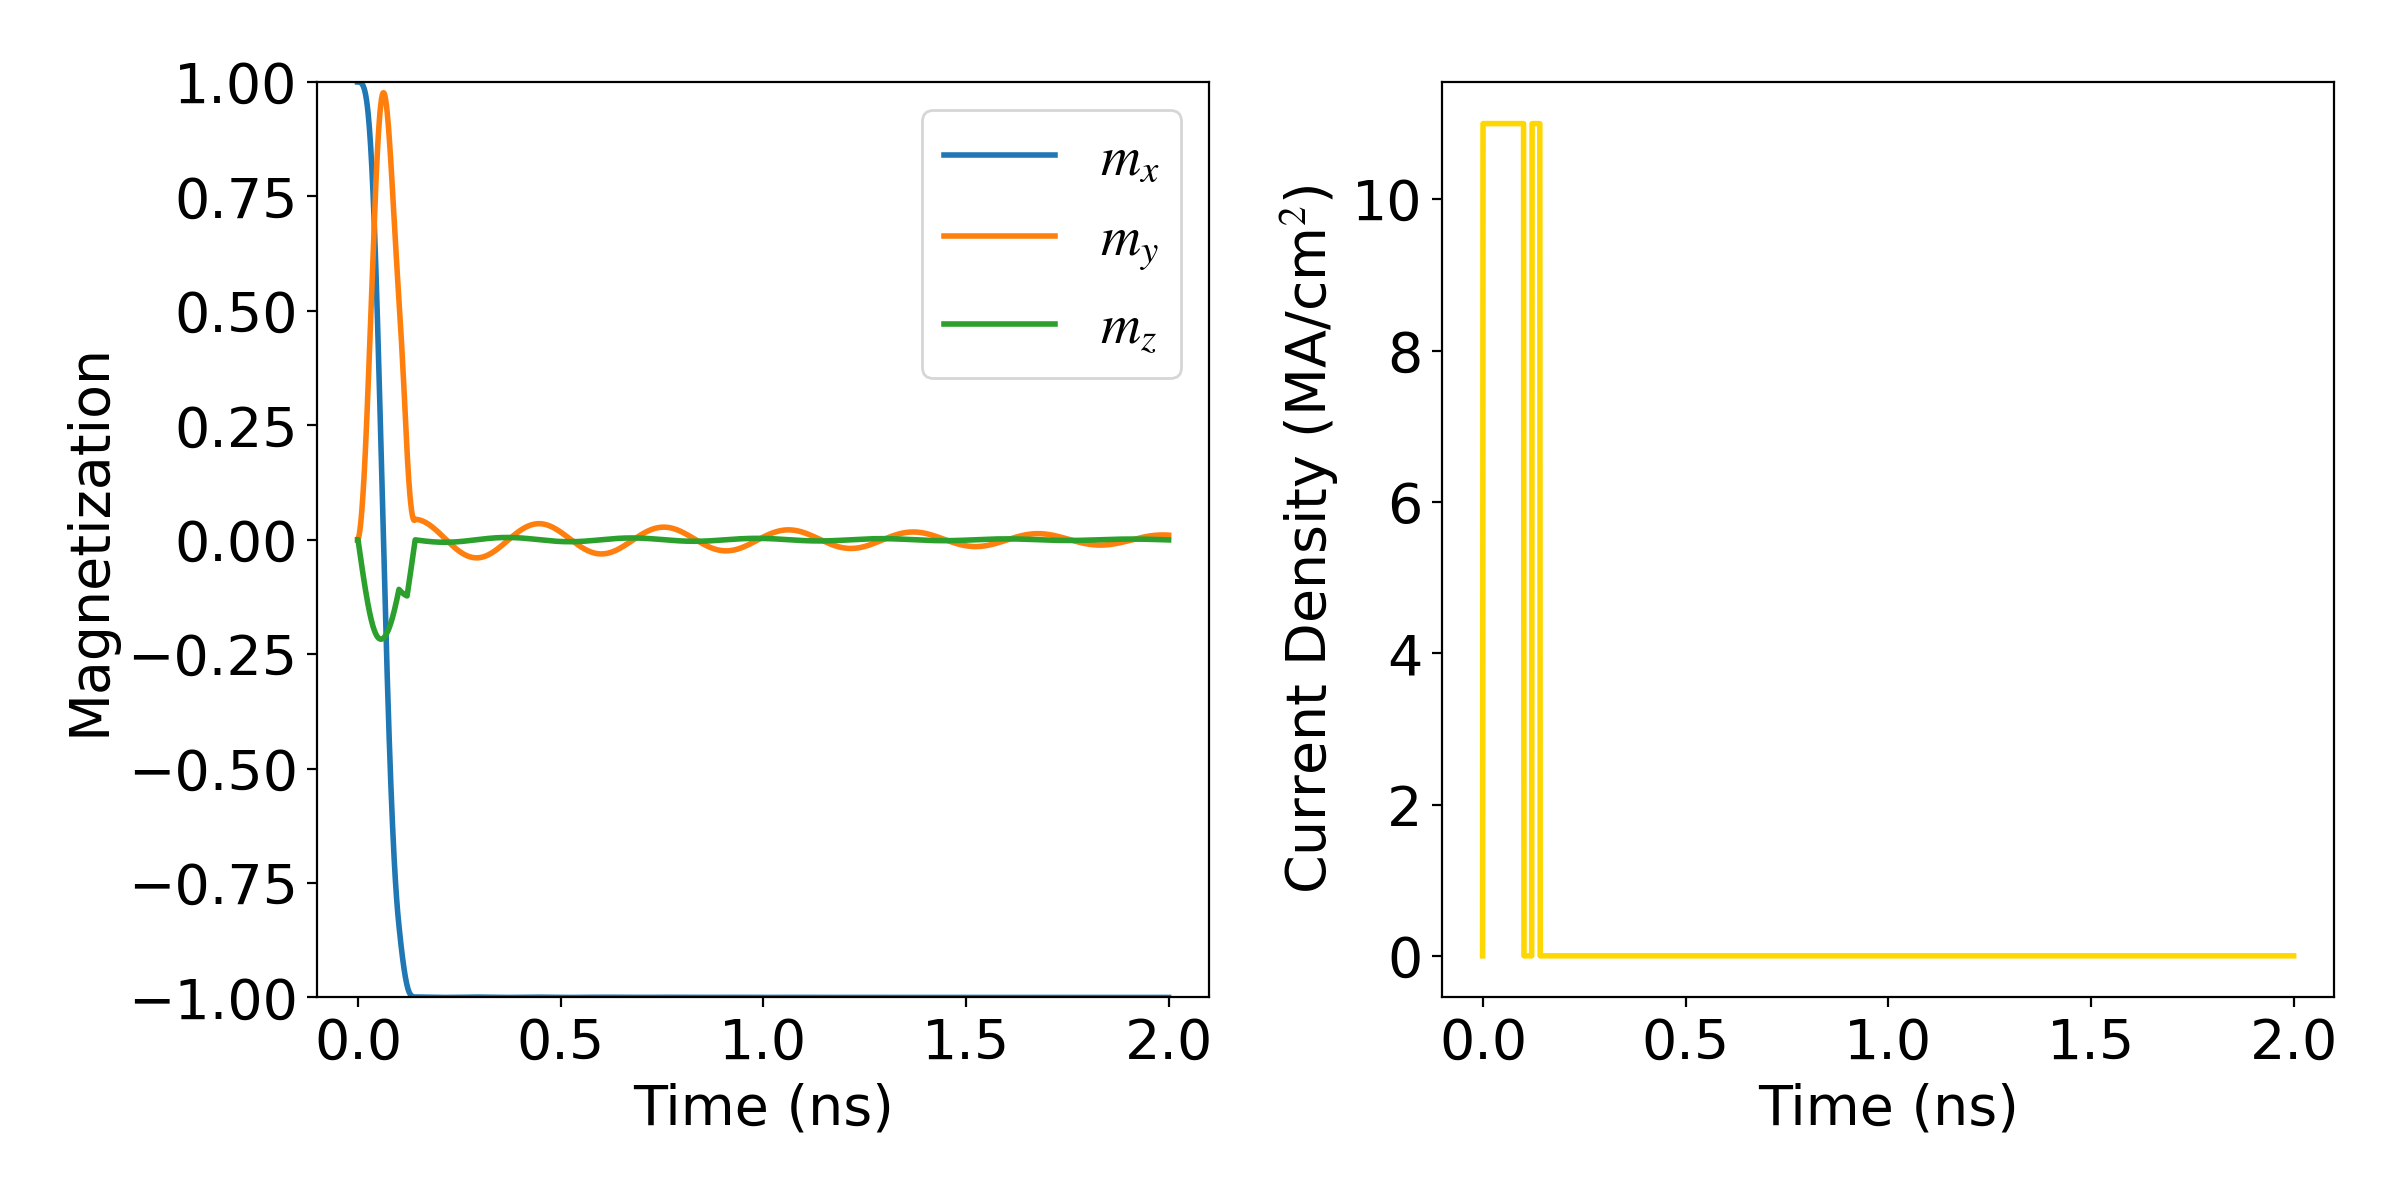 Magnetization
1.00
0.75
0.50
0.25
0.00
−0.25
−0.50
−0.75
−1.00
0.0 0.5 1.0 1.5 2.0
Time (ns)
m_x
m_y
m_z
Current Density (MA/cm²)
10
8
6
4
2
0
0.0 0.5 1.0 1.5 2.0
Time (ns)